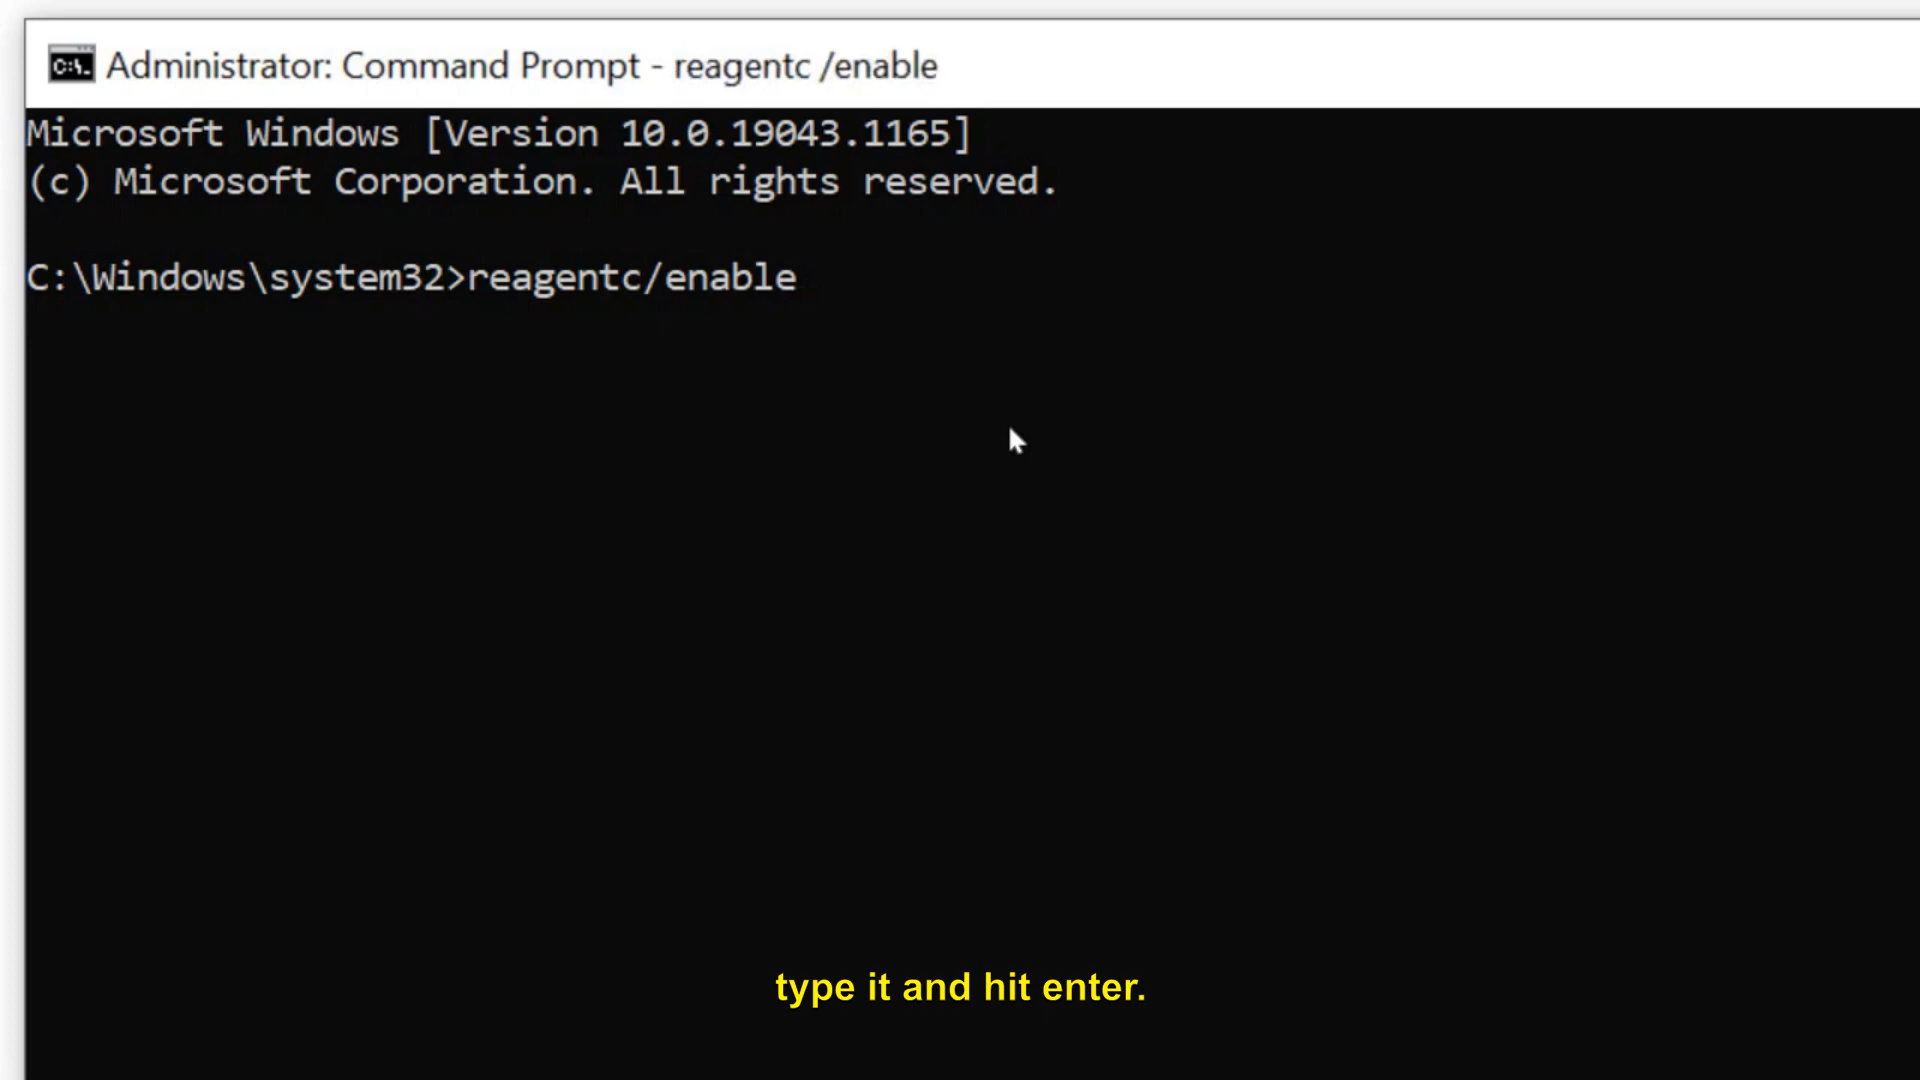 Administrator: Command Prompt - reagentc /enable
Microsoft Windows [Version 10.0.19043.1165]
(c) Microsoft Corporation. All rights reserved.
C:\Windows\system32>reagentc/enable
type it and hit enter.